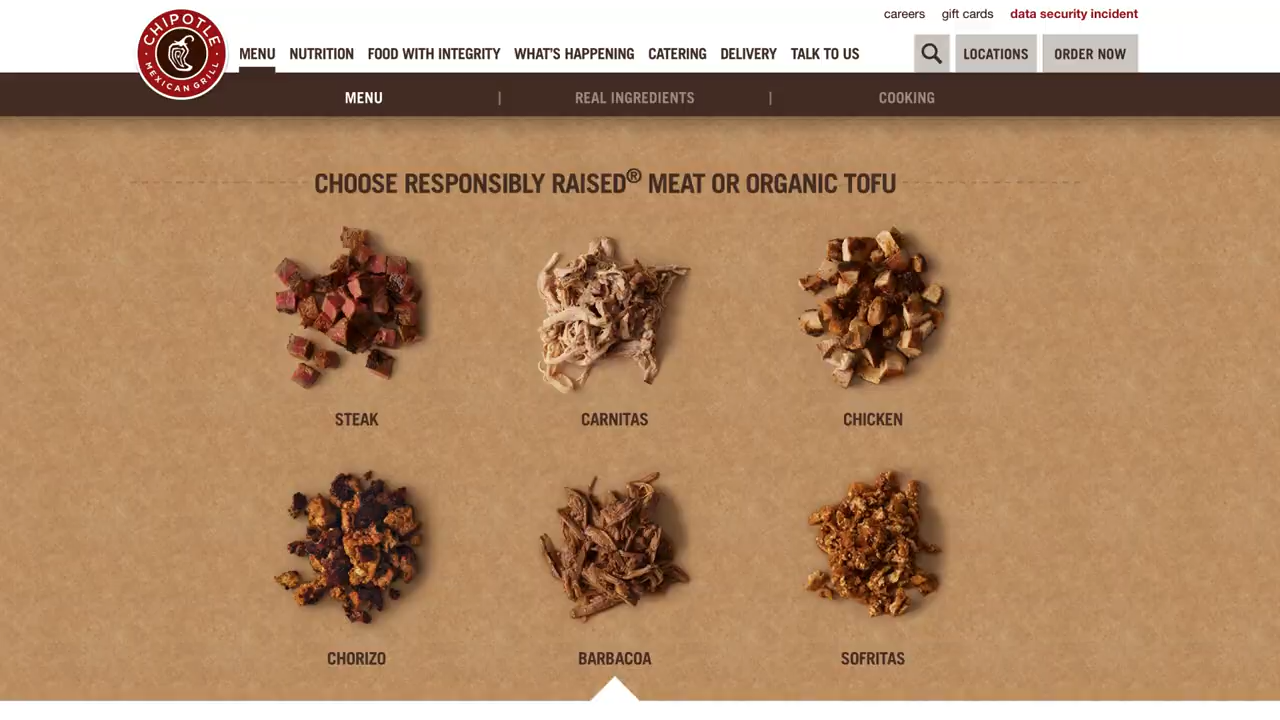 careers gift cards data security incident
CHIPOTLE
MEXICAN GRILL
MENU NUTRITION FOOD WITH INTEGRITY WHAT'S HAPPENING CATERING DELIVERY TALK TO US LOCATIONS ORDER NOW
MENU | REAL INGREDIENTS | COOKING
CHOOSE RESPONSIBLY RAISED® MEAT OR ORGANIC TOFU
STEAK CARNITAS CHICKEN
CHORIZO BARBACOA SOFRITAS